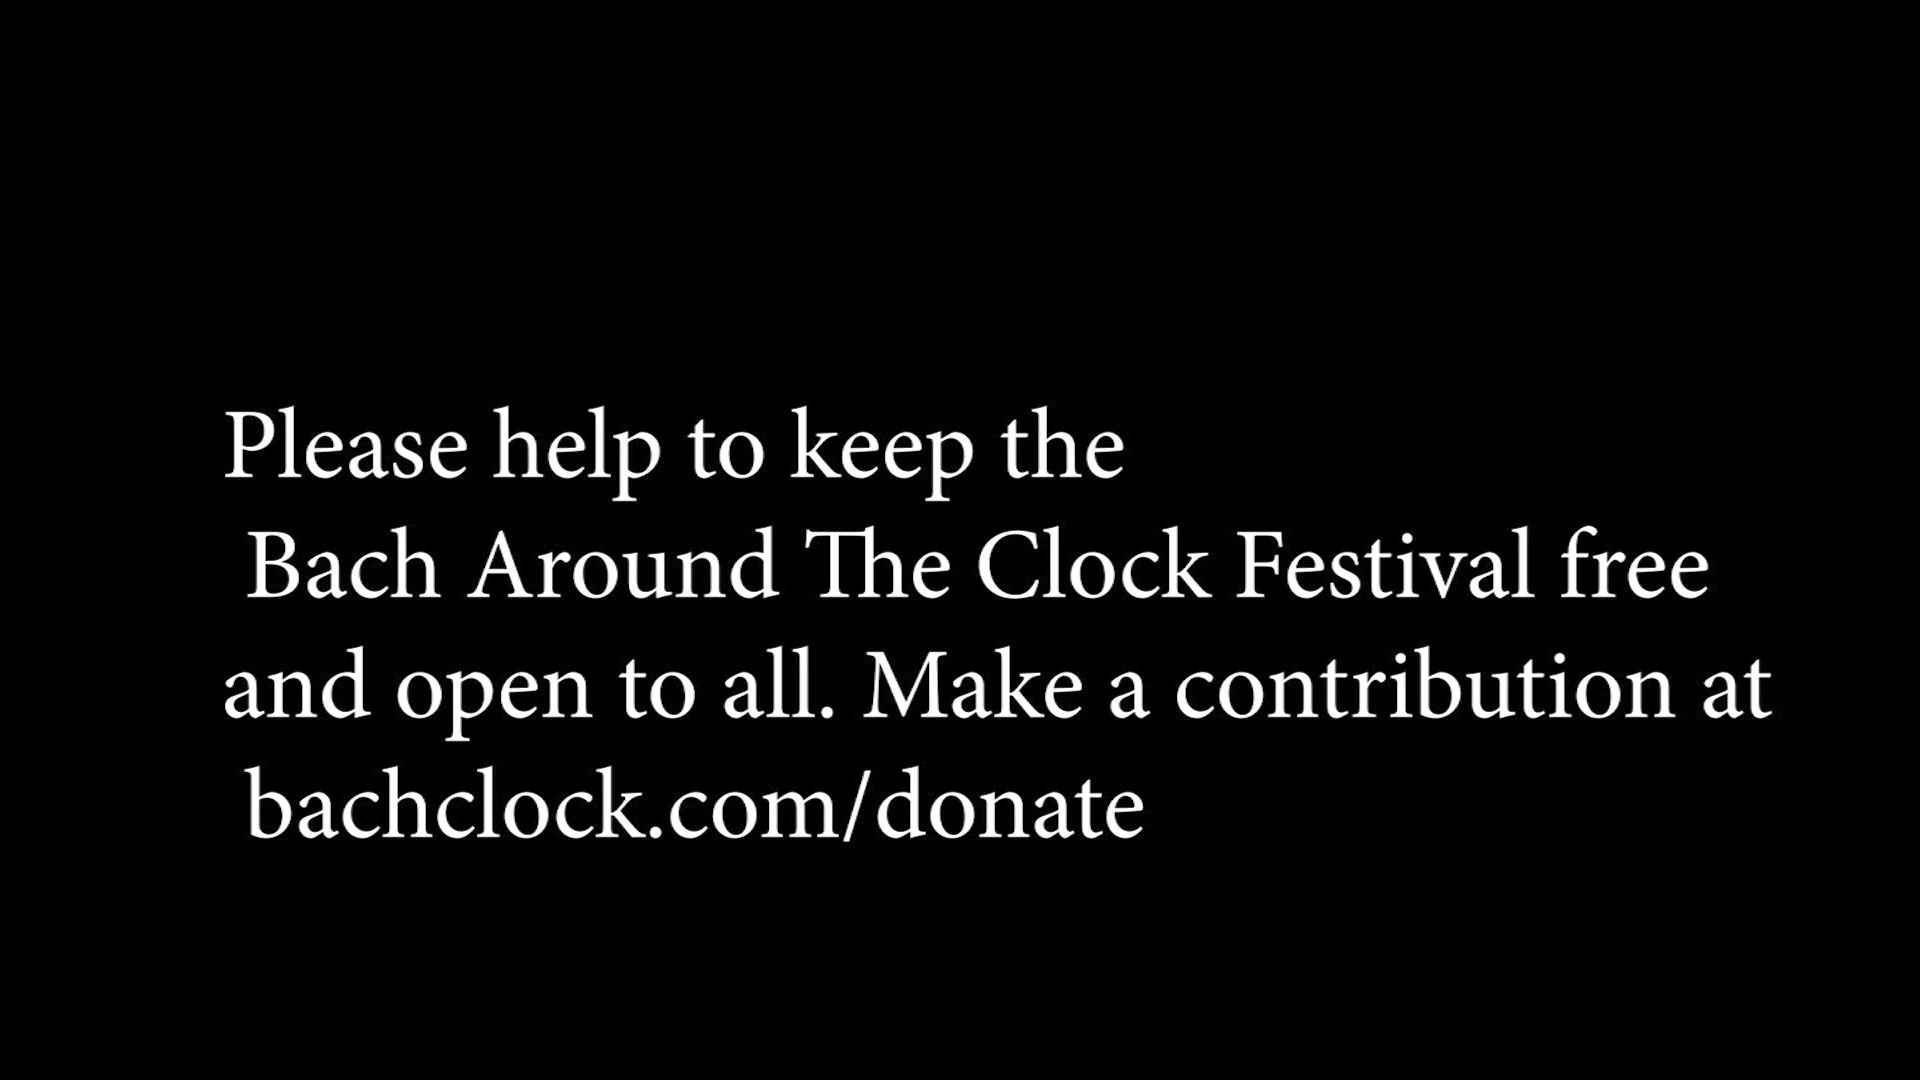 Please help to keep the
Bach Around The Clock Festival free
and open to all. Make a contribution at
bachclock.com/donate